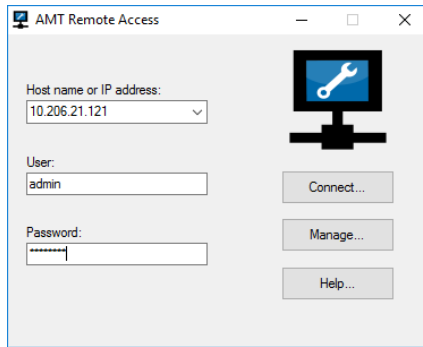 AMT Remote Access
Host name or IP address:
10.206.21.121
User:
admin
Connect...
Password:
********
Manage...
Help...